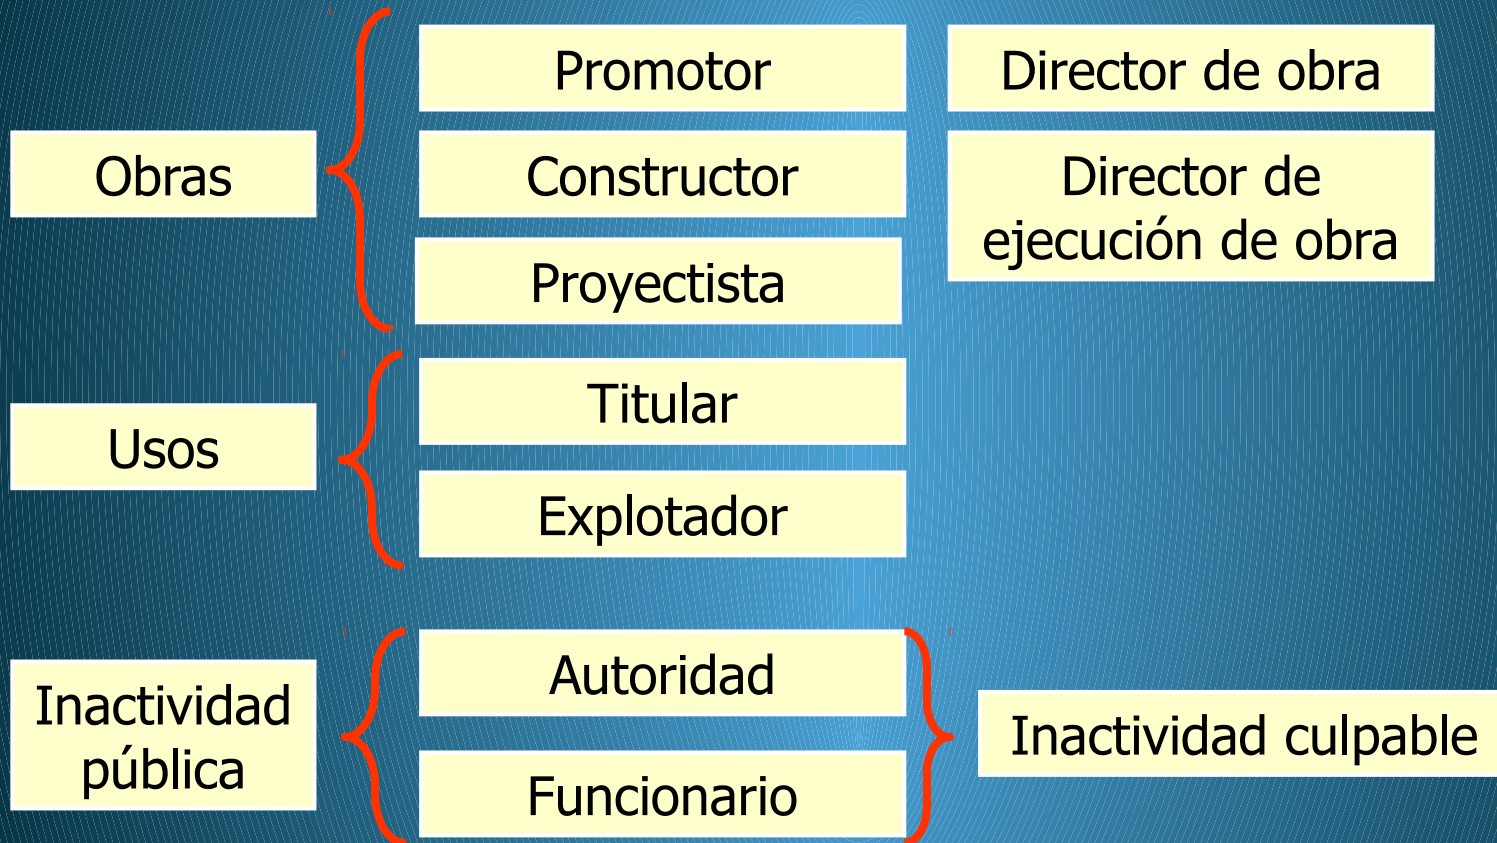 Obras
Promotor
Constructor
Proyectista
Director de obra
Director de
ejecución de obra
Usos
Titular
Explotador
Inactividad
pública
Autoridad
Funcionario
Inactividad culpable